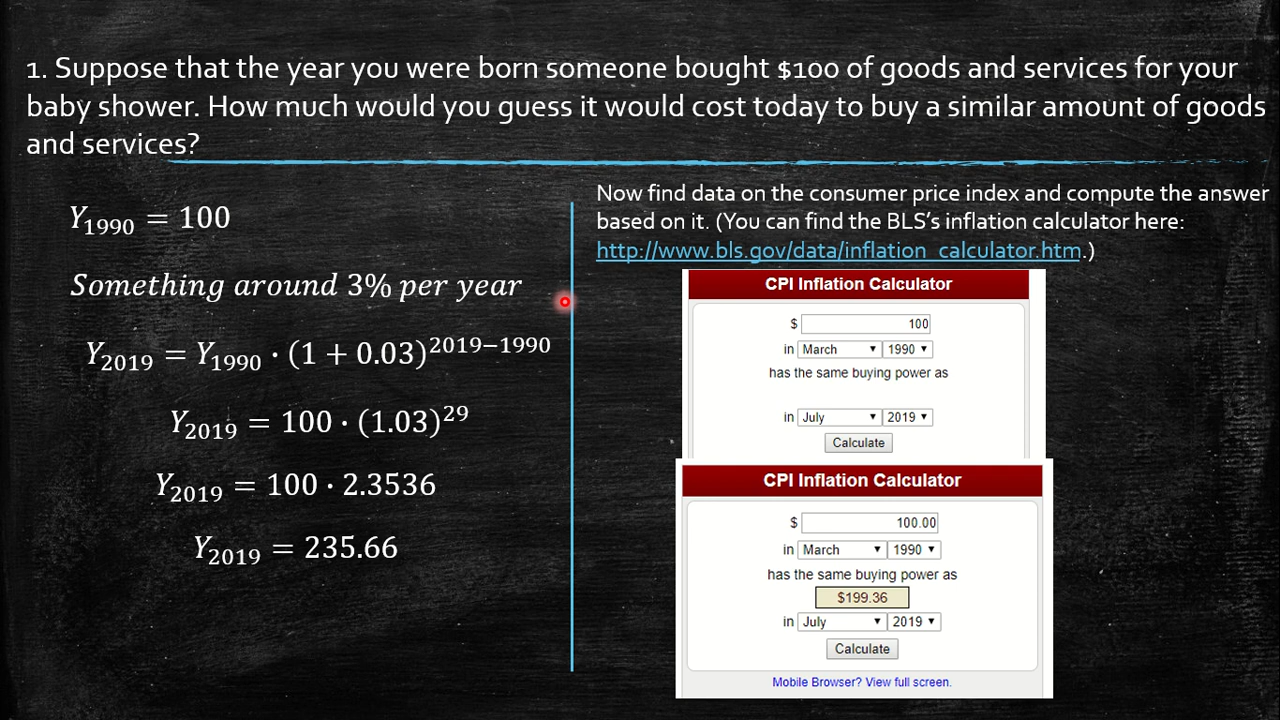 1. Suppose that the year you were born someone bought $100 of goods and services for your
baby shower. How much would you guess it would cost today to buy a similar amount of goods
and services?
Y₁₉₉₀ = 100
Something around 3% per year
Y₂₀₁₉ = Y₁₉₉₀ · (1 + 0.03)²⁰¹⁹⁻¹⁹⁹⁰
Y₂₀₁₉ = 100 · (1.03)²⁹
Y₂₀₁₉ = 100 · 2.3536
Y₂₀₁₉ = 235.66
Now find data on the consumer price index and compute the answer
based on it. (You can find the BLS’s inflation calculator here:
http://www.bls.gov/data/inflation_calculator.htm.)
CPI Inflation Calculator
$ 100
in March 1990
has the same buying power as
in July 2019
Calculate
CPI Inflation Calculator
$ 100.00
in March 1990
has the same buying power as
$199.36
in July 2019
Calculate
Mobile Browser? View full screen.